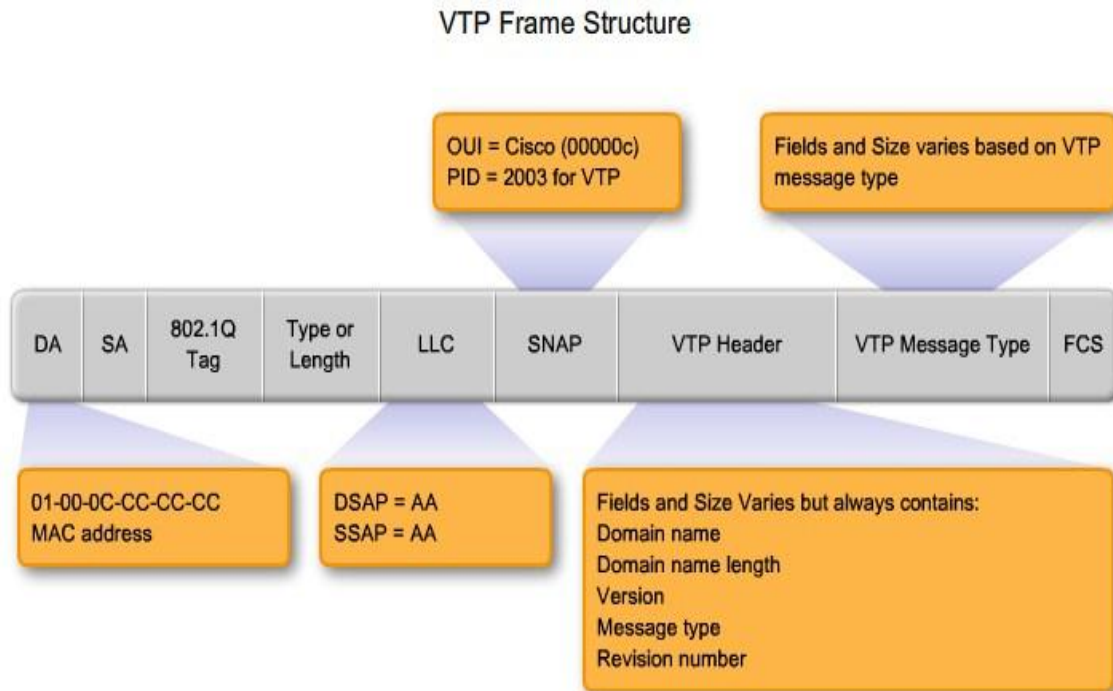 VTP Frame Structure
OUI = Cisco (00000c)
PID = 2003 for VTP
Fields and Size varies based on VTP
message type
DA
SA
802.1Q
Tag
Type or
Length
LLC
SNAP
VTP Header
VTP Message Type
FCS
01-00-0C-CC-CC-CC
MAC address
DSAP = AA
SSAP = AA
Fields and Size Varies but always contains:
Domain name
Domain name length
Version
Message type
Revision number